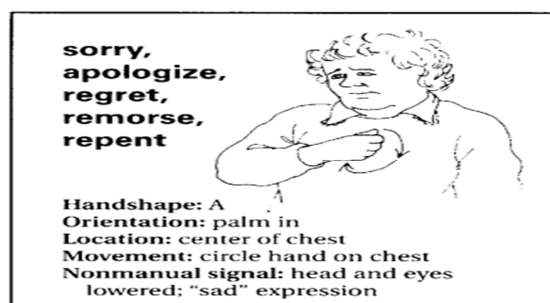 sorry,
apologize,
regret,
remorse,
repent
Handshape: A
Orientation: palm in
Location: center of chest
Movement: circle hand on chest
Nonmanual signal: head and eyes
lowered; “sad” expression